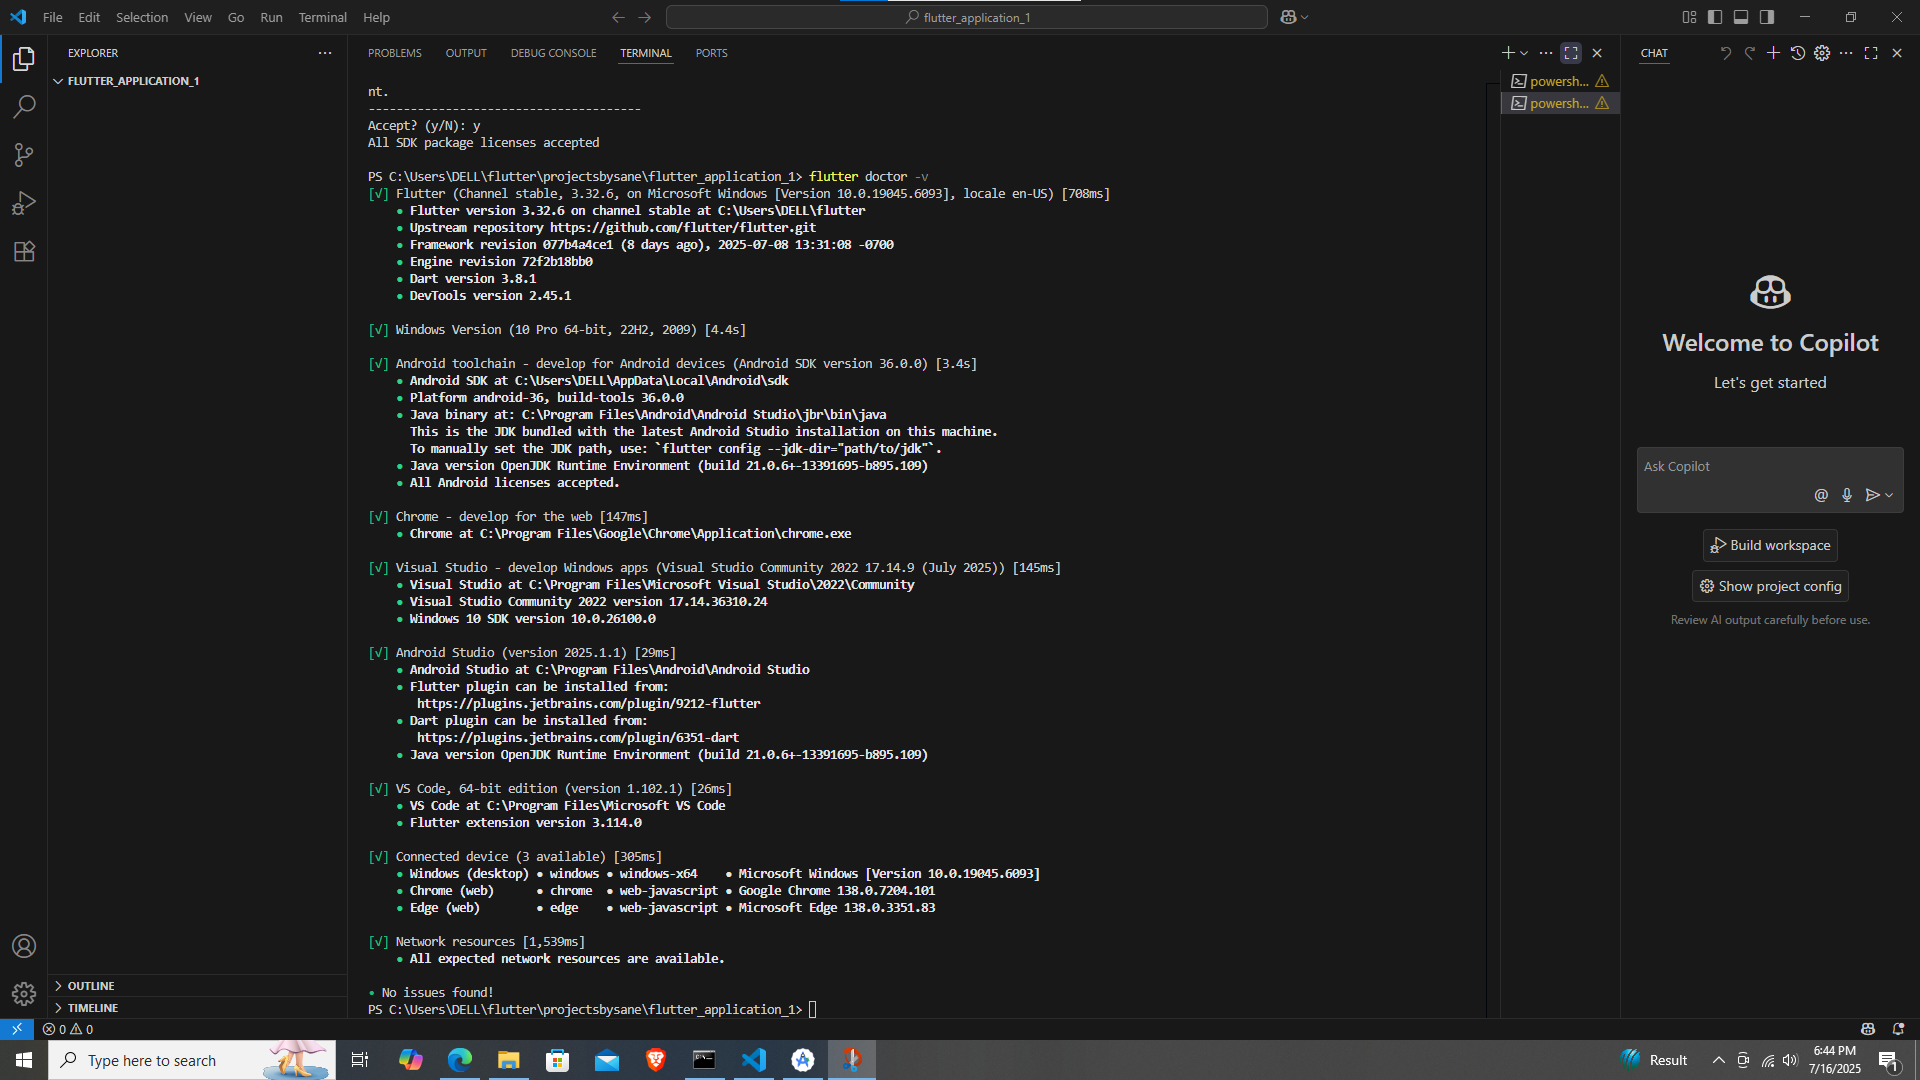 File Edit Selection View Go Run Terminal Help
flutter_application_1
EXPLORER
FLUTTER_APPLICATION_1
OUTLINE
TIMELINE
PROBLEMS OUTPUT DEBUG CONSOLE TERMINAL PORTS
nt.
---------------------------------------
Accept? (y/N): y
All SDK package licenses accepted
PS C:\Users\DELL\flutter\projectsbysane\flutter_application_1> flutter doctor -v
[√] Flutter (Channel stable, 3.32.6, on Microsoft Windows [Version 10.0.19045.6093], locale en-US) [708ms]
• Flutter version 3.32.6 on channel stable at C:\Users\DELL\flutter
• Upstream repository https://github.com/flutter/flutter.git
• Framework revision 077b4a4ce1 (8 days ago), 2025-07-08 13:31:08 -0700
• Engine revision 72f2b18bb0
• Dart version 3.8.1
• DevTools version 2.45.1
[√] Windows Version (10 Pro 64-bit, 22H2, 2009) [4.4s]
[√] Android toolchain - develop for Android devices (Android SDK version 36.0.0) [3.4s]
• Android SDK at C:\Users\DELL\AppData\Local\Android\sdk
• Platform android-36, build-tools 36.0.0
• Java binary at: C:\Program Files\Android\Android Studio\jbr\bin\java
This is the JDK bundled with the latest Android Studio installation on this machine.
To manually set the JDK path, use: `flutter config --jdk-dir="path/to/jdk"`.
• Java version OpenJDK Runtime Environment (build 21.0.6+-13391695-b895.109)
• All Android licenses accepted.
[√] Chrome - develop for the web [147ms]
• Chrome at C:\Program Files\Google\Chrome\Application\chrome.exe
[√] Visual Studio - develop Windows apps (Visual Studio Community 2022 17.14.9 (July 2025)) [145ms]
• Visual Studio at C:\Program Files\Microsoft Visual Studio\2022\Community
• Visual Studio Community 2022 version 17.14.36310.24
• Windows 10 SDK version 10.0.26100.0
[√] Android Studio (version 2025.1.1) [29ms]
• Android Studio at C:\Program Files\Android\Android Studio
• Flutter plugin can be installed from:
https://plugins.jetbrains.com/plugin/9212-flutter
• Dart plugin can be installed from:
https://plugins.jetbrains.com/plugin/6351-dart
• Java version OpenJDK Runtime Environment (build 21.0.6+-13391695-b895.109)
[√] VS Code, 64-bit edition (version 1.102.1) [26ms]
• VS Code at C:\Program Files\Microsoft VS Code
• Flutter extension version 3.114.0
[√] Connected device (3 available) [305ms]
• Windows (desktop) • windows • windows-x64 • Microsoft Windows [Version 10.0.19045.6093]
• Chrome (web) • chrome • web-javascript • Google Chrome 138.0.7204.101
• Edge (web) • edge • web-javascript • Microsoft Edge 138.0.3351.83
[√] Network resources [1,539ms]
• All expected network resources are available.
• No issues found!
PS C:\Users\DELL\flutter\projectsbysane\flutter_application_1>
powersh...
powersh...
CHAT
Welcome to Copilot
Let's get started
Ask Copilot
Build workspace
Show project config
Review AI output carefully before use.
0 0
Type here to search
Result
6:44 PM
7/16/2025
1